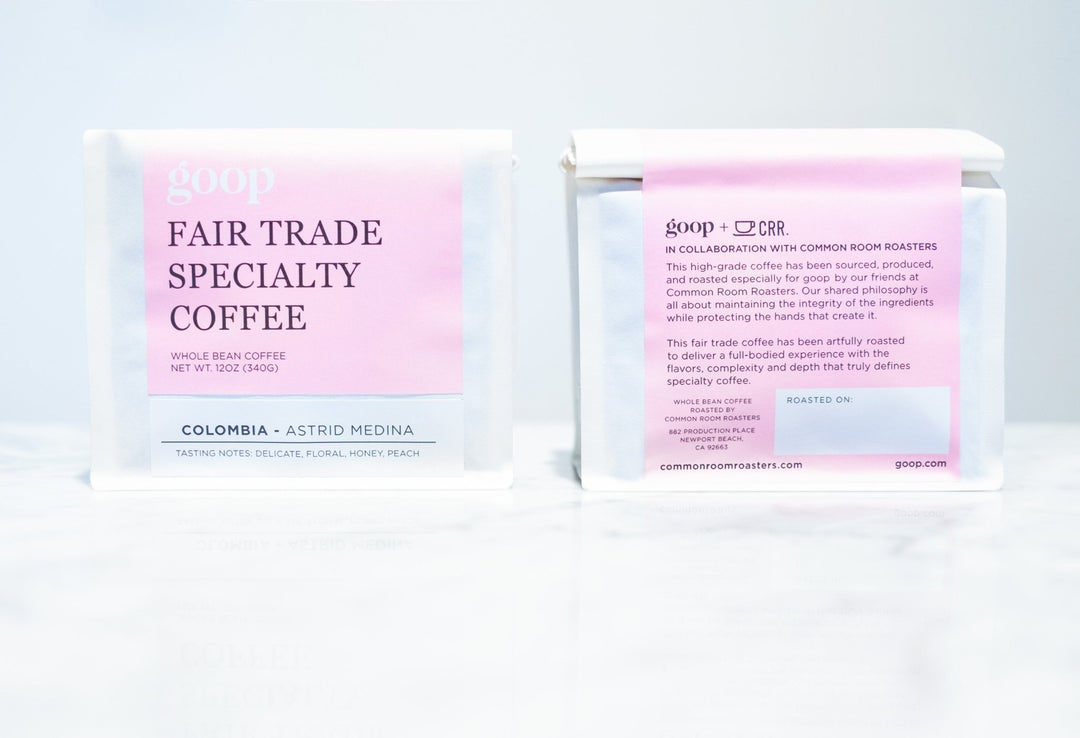 goop
FAIR TRADE
SPECIALTY
COFFEE
WHOLE BEAN COFFEE
NET WT. 12OZ (340G)
COLOMBIA - ASTRID MEDINA
TASTING NOTES: DELICATE, FLORAL, HONEY, PEACH
goop + CRR.
IN COLLABORATION WITH COMMON ROOM ROASTERS
This high-grade coffee has been sourced, produced,
and roasted especially for goop by our friends at
Common Room Roasters. Our shared philosophy is
all about maintaining the integrity of the ingredients
while protecting the hands that create it.
This fair trade coffee has been artfully roasted
to deliver a full-bodied experience with the
flavors, complexity and depth that truly defines
specialty coffee.
WHOLE BEAN COFFEE
ROASTED BY
COMMON ROOM ROASTERS
882 PRODUCTION PLACE
NEWPORT BEACH,
CA 92663
ROASTED ON:
commonroomroasters.com
goop.com